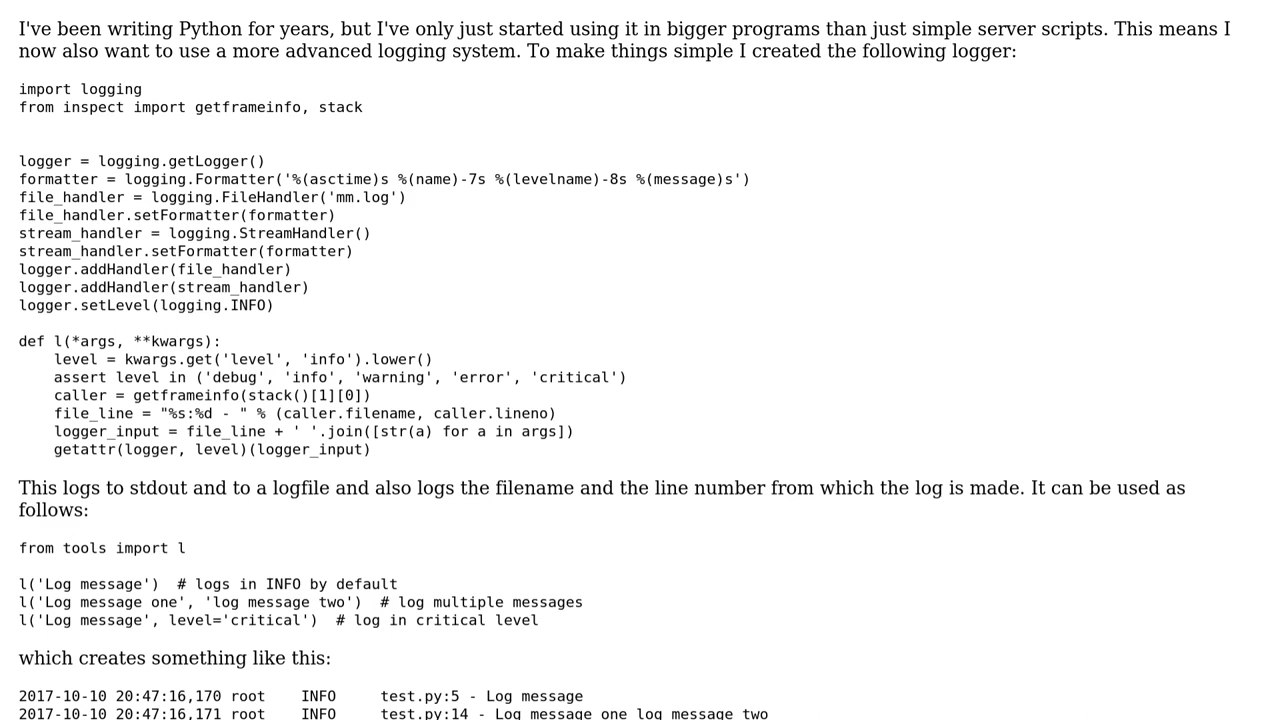 I've been writing Python for years, but I've only just started using it in bigger programs than just simple server scripts. This means I
now also want to use a more advanced logging system. To make things simple I created the following logger:
import logging
from inspect import getframeinfo, stack
logger = logging.getLogger()
formatter = logging.Formatter('%(asctime)s %(name)-7s %(levelname)-8s %(message)s')
file_handler = logging.FileHandler('mm.log')
file_handler.setFormatter(formatter)
stream_handler = logging.StreamHandler()
stream_handler.setFormatter(formatter)
logger.addHandler(file_handler)
logger.addHandler(stream_handler)
logger.setLevel(logging.INFO)
def l(*args, **kwargs):
    level = kwargs.get('level', 'info').lower()
    assert level in ('debug', 'info', 'warning', 'error', 'critical')
    caller = getframeinfo(stack()[1][0])
    file_line = "%s:%d - " % (caller.filename, caller.lineno)
    logger_input = file_line + ' '.join([str(a) for a in args])
    getattr(logger, level)(logger_input)
This logs to stdout and to a logfile and also logs the filename and the line number from which the log is made. It can be used as
follows:
from tools import l
l('Log message')  # logs in INFO by default
l('Log message one', 'log message two')  # log multiple messages
l('Log message', level='critical')  # log in critical level
which creates something like this:
2017-10-10 20:47:16,170 root    INFO     test.py:5 - Log message
2017-10-10 20:47:16,171 root    INFO     test.py:14 - Log message one log message two